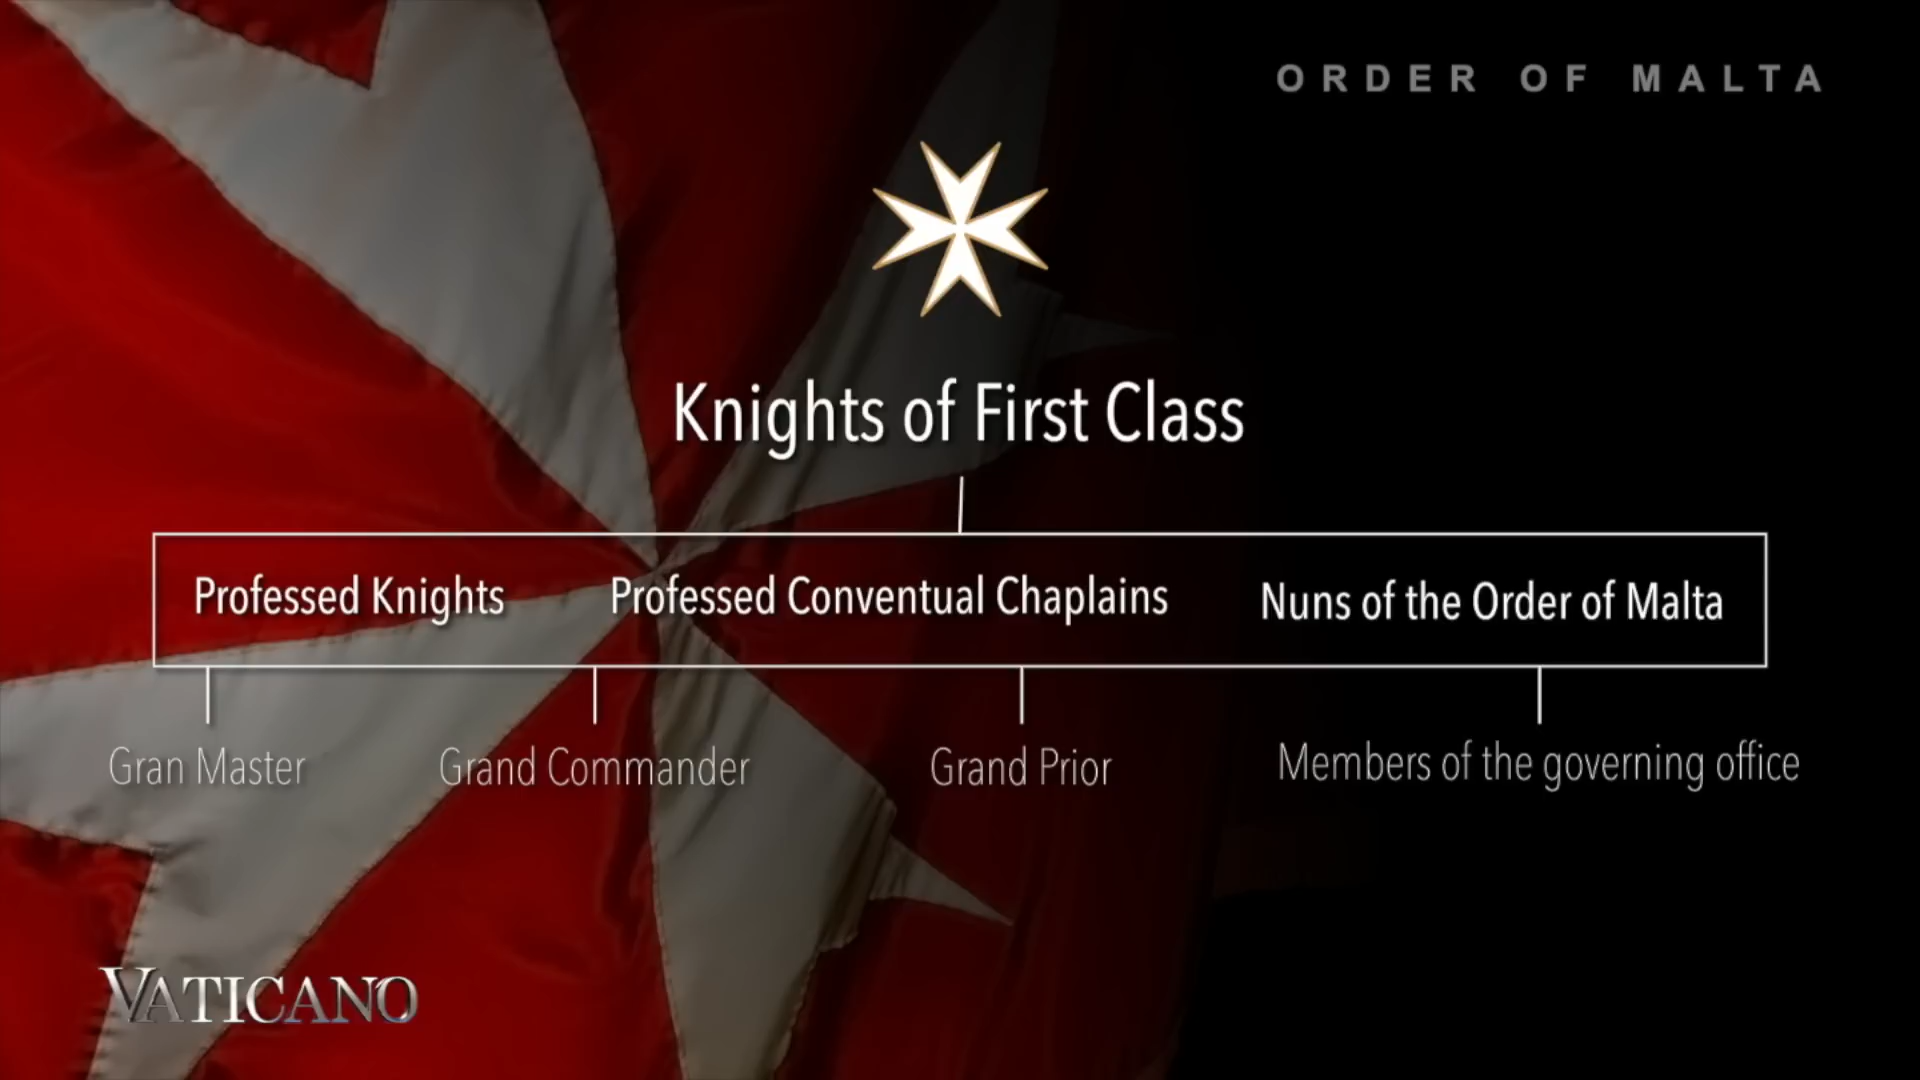 ORDER OF MALTA
Knights of First Class
Professed Knights Professed Conventual Chaplains Nuns of the Order of Malta
Gran Master Grand Commander Grand Prior Members of the governing office
VATICANO